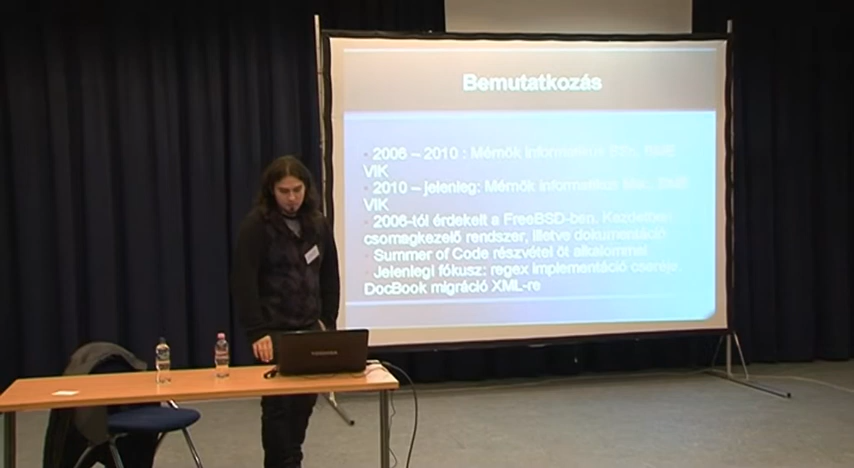 Bemutatkozás
2006 – 2010 : Mérnök informatikus BSc, BME
VIK
2010 – jelenleg: Mérnök informatikus Msc, BME
VIK
2006-tól érdekelt a FreeBSD-ben. Kezdetben
csomagkezelő rendszer, illetve dokumentáció
Summer of Code részvétel öt alkalommal
Jelenlegi fókusz: regex implementáció cseréje,
DocBook migráció XML-re
TOSHIBA